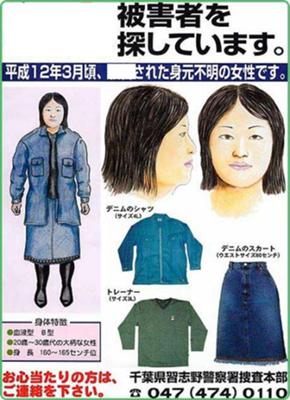 被害者を
探しています。
平成12年3月頃、 された身元不明の女性です。
デニムのシャツ
(サイズ4L)
デニムのスカート
(ウエストサイズ80センチ)
トレーナー
(サイズ3L)
身体特徴
●血液型 B型
●20歳~30歳代の大柄な女性
●身長 160~165センチ位
お心当たりの方は、
ご連絡を下さい。
千葉県習志野警察署捜査本部
☎ 047 (474) 0110